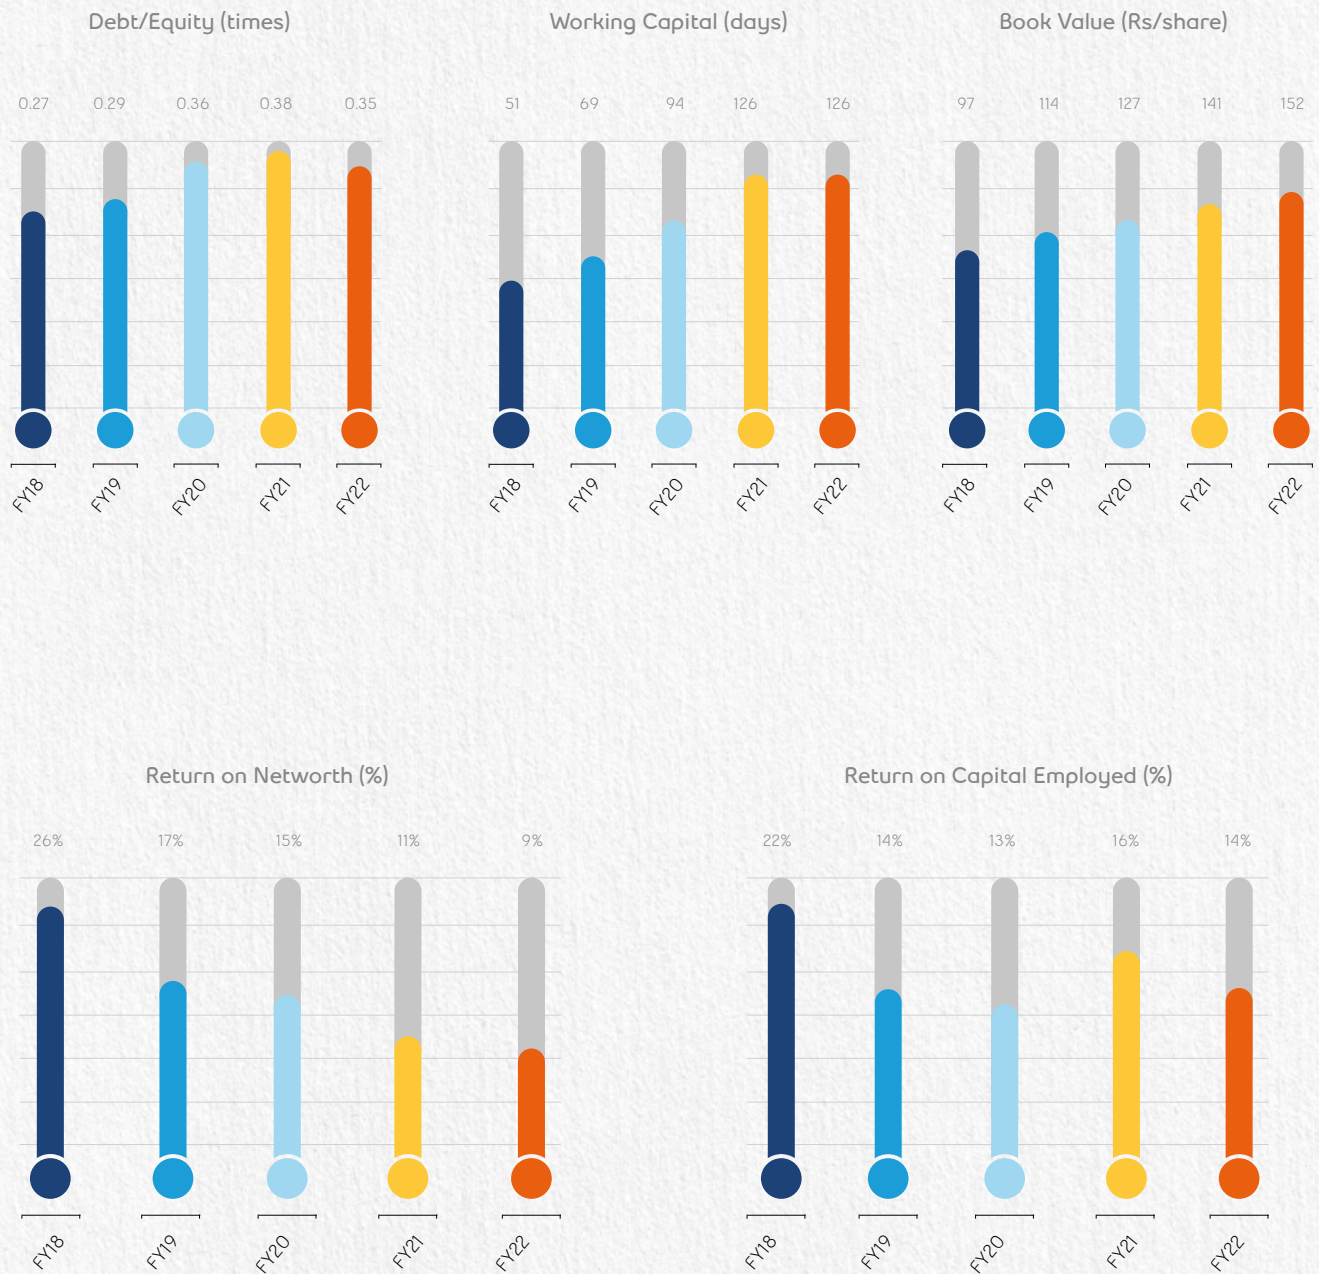 Debt/Equity (times)
0.27 0.29 0.36 0.38 0.35
FY18 FY19 FY20 FY21 FY22
Working Capital (days)
51 69 94 126 126
FY18 FY19 FY20 FY21 FY22
Book Value (Rs/share)
97 114 127 141 152
FY18 FY19 FY20 FY21 FY22
Return on Networth (%)
26% 17% 15% 11% 9%
FY18 FY19 FY20 FY21 FY22
Return on Capital Employed (%)
22% 14% 13% 16% 14%
FY18 FY19 FY20 FY21 FY22